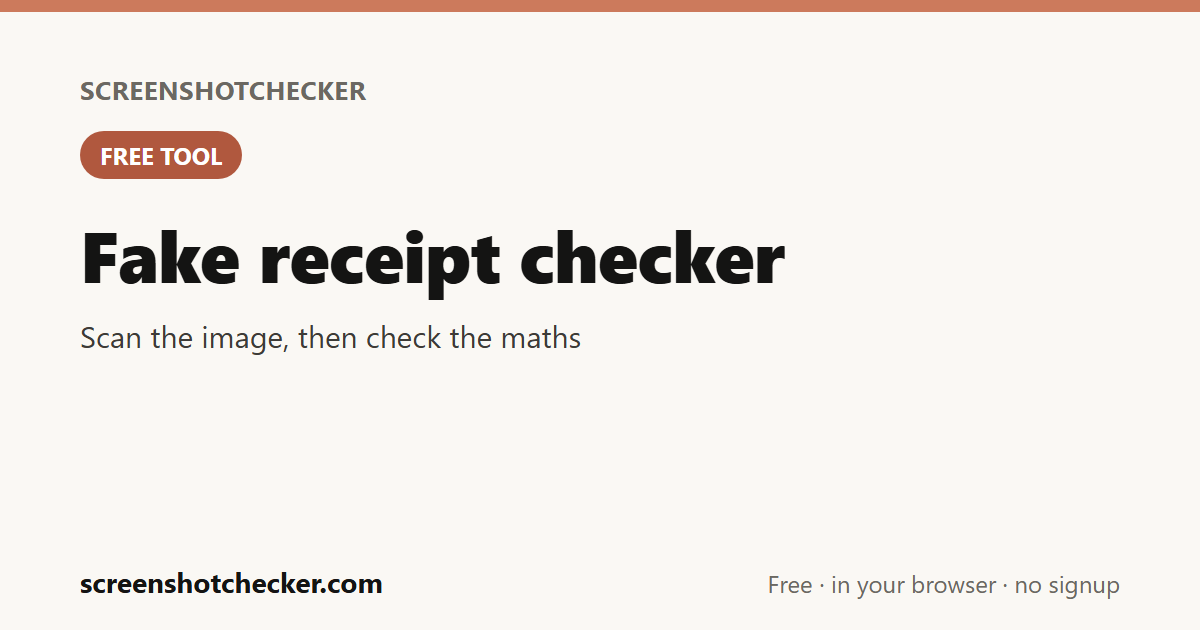 SCREENSHOTCHECKER
FREE TOOL
Fake receipt checker
Scan the image, then check the maths
screenshotchecker.com
Free · in your browser · no signup